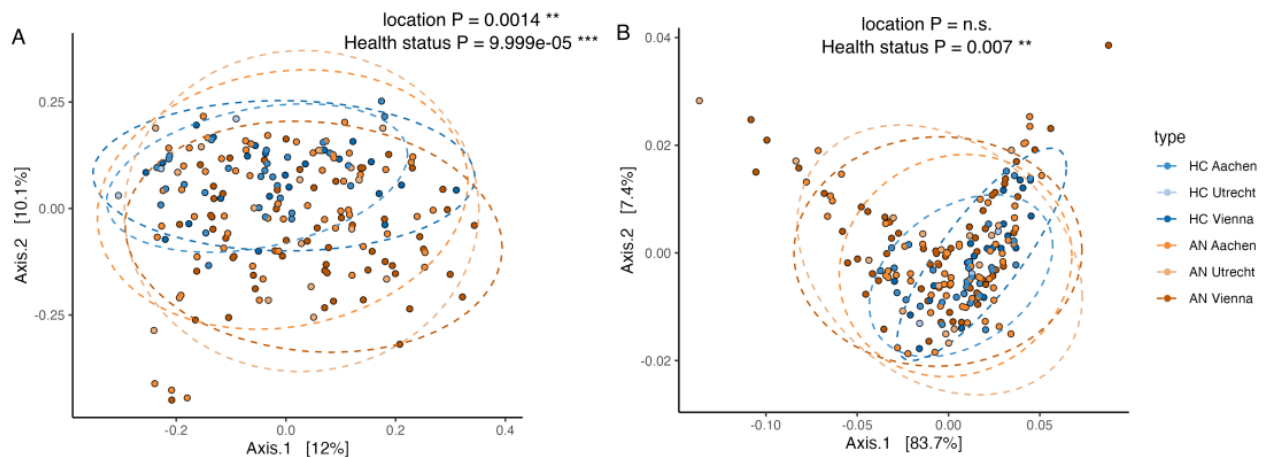 A
location P = 0.0014 **
Health status P = 9.999e-05 ***
0.25
0.00
-0.25
Axis.2 [10.1%]
-0.2
0.0
0.2
0.4
Axis.1 [12%]
B
location P = n.s.
Health status P = 0.007 **
0.04
0.02
0.00
-0.02
Axis.2 [7.4%]
-0.10
-0.05
0.00
0.05
Axis.1 [83.7%]
type
HC Aachen
HC Utrecht
HC Vienna
AN Aachen
AN Utrecht
AN Vienna